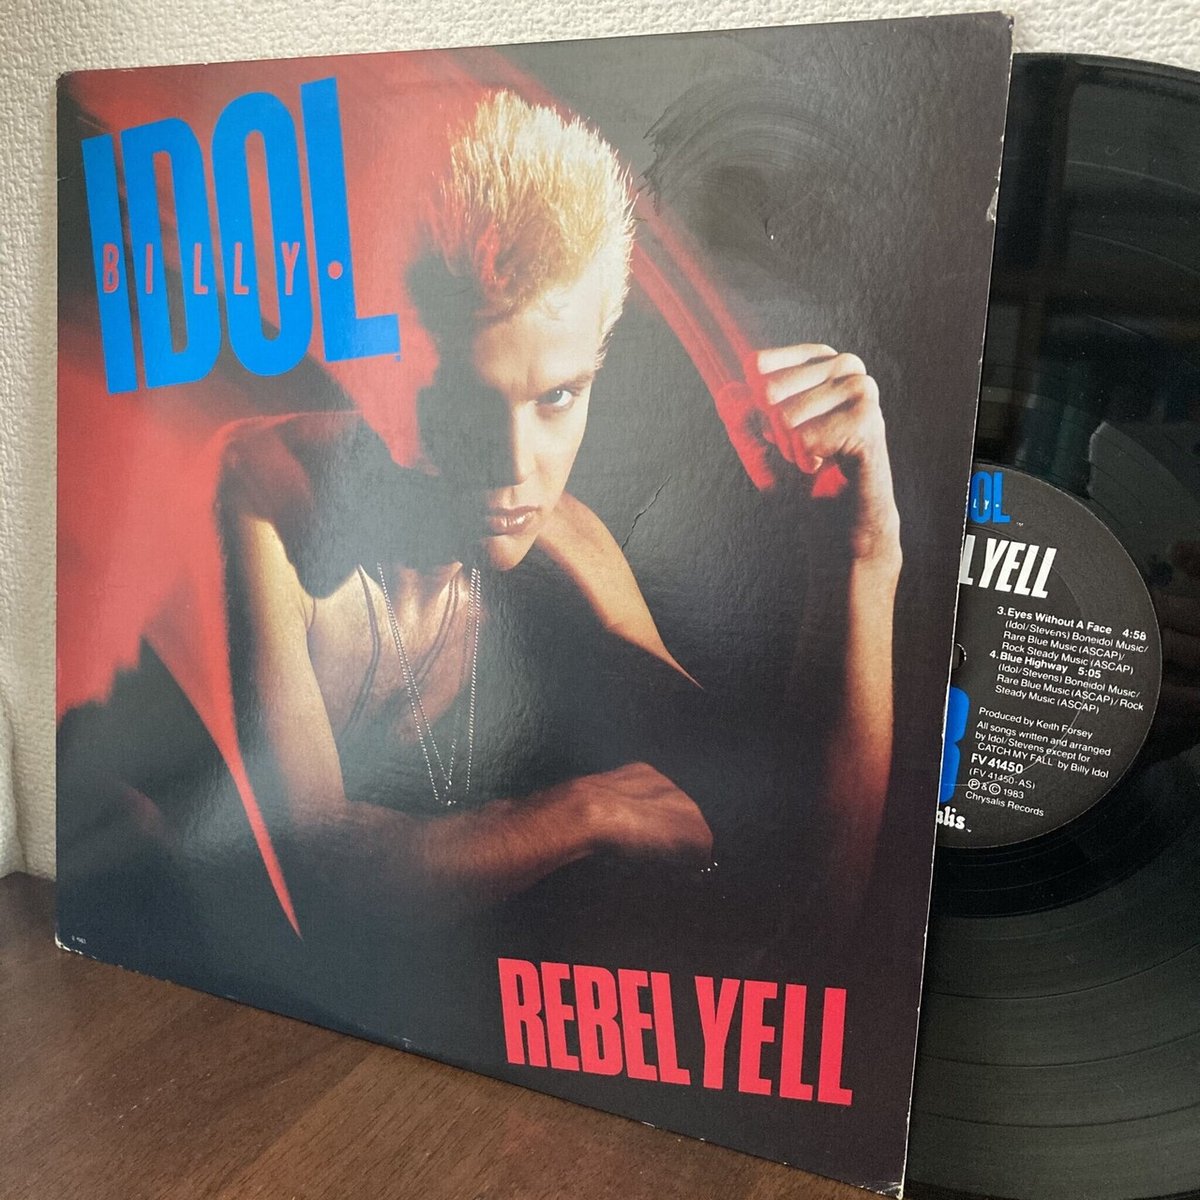 IDOL
BILLY.
REBEL YELL
OL
LY.
L YELL
3. Eyes Without A Face 4:58
(Idol/Stevens) Boneidol Music/
Rare Blue Music (ASCAP)/
Rock Steady Music (ASCAP)
4. Blue Highway 5:05
(Idol/Stevens) Boneidol Music/
Rare Blue Music (ASCAP)/Rock
Steady Music (ASCAP)
Produced by Keith Forsey
All songs written and arranged
by Idol/Stevens except for
CATCH MY FALL by Billy Idol
FV 41450
(FV 41450-AS)
℗ & © 1983
Chrysalis Records
alis™